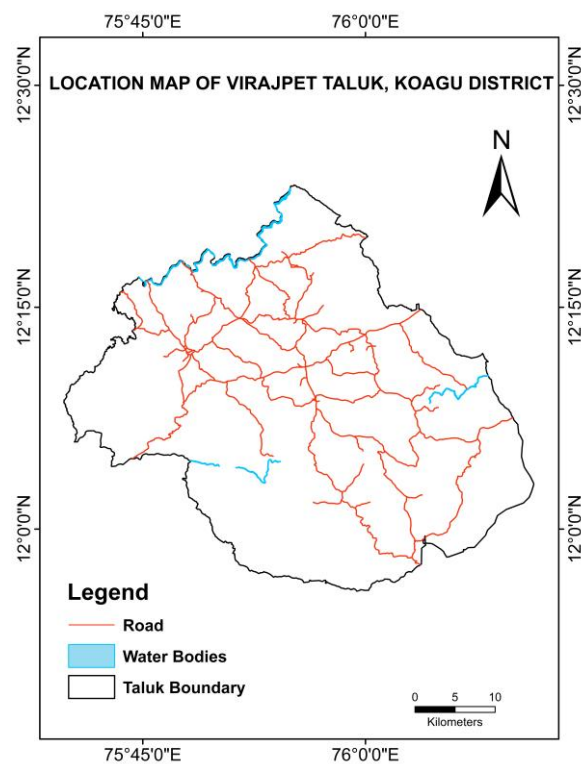 75°45'0"E 76°0'0"E
LOCATION MAP OF VIRAJPET TALUK, KOAGU DISTRICT
12°30'0"N 12°30'0"N
N
12°15'0"N 12°15'0"N
12°0'0"N 12°0'0"N
Legend
Road
Water Bodies
Taluk Boundary
0 5 10
Kilometers
75°45'0"E 76°0'0"E